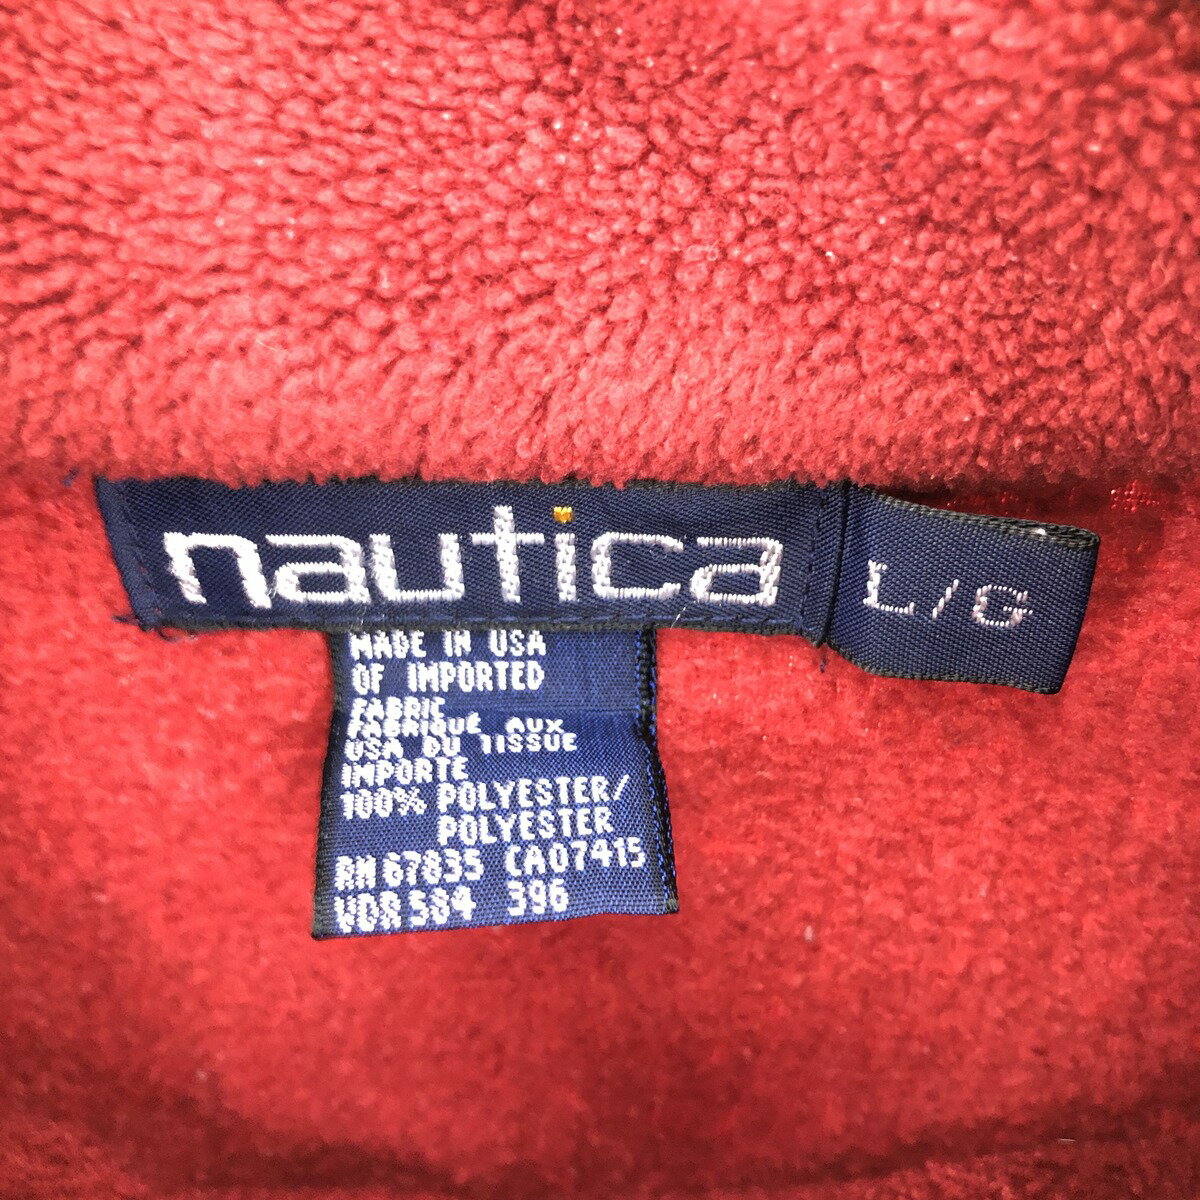 nautica
L/G
MADE IN USA
OF IMPORTED
FABRIC
FABRIQUE AUX
USA DU TISSUE
IMPORTE
100% POLYESTER/
POLYESTER
RN 67835 CA07415
VDR 584 396